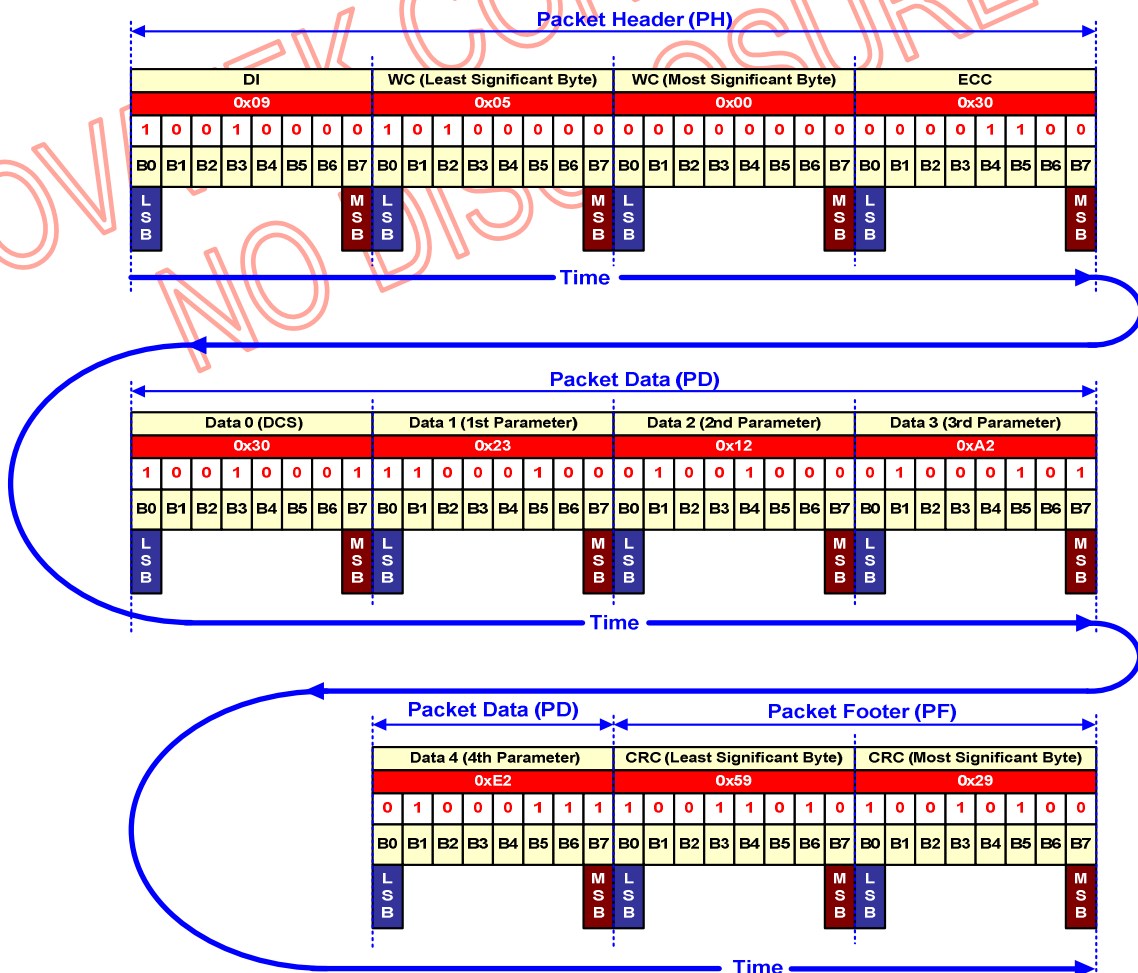 Packet Header (PH)
DI WC (Least Significant Byte) WC (Most Significant Byte) ECC
0x09 0x05 0x00 0x30
1 0 0 1 0 0 0 0 1 0 1 0 0 0 0 0 0 0 0 0 0 0 0 0 0 0 0 0 1 1 0 0
B0 B1 B2 B3 B4 B5 B6 B7 B0 B1 B2 B3 B4 B5 B6 B7 B0 B1 B2 B3 B4 B5 B6 B7 B0 B1 B2 B3 B4 B5 B6 B7
LSB MSB LSB MSB LSB MSB LSB MSB
Time
NO DISCLOSURE
Packet Data (PD)
Data 0 (DCS) Data 1 (1st Parameter) Data 2 (2nd Parameter) Data 3 (3rd Parameter)
0x30 0x23 0x12 0xA2
1 0 0 1 0 0 0 1 1 1 0 0 0 1 0 0 0 1 0 0 1 0 0 0 0 1 0 0 0 1 0 1
B0 B1 B2 B3 B4 B5 B6 B7 B0 B1 B2 B3 B4 B5 B6 B7 B0 B1 B2 B3 B4 B5 B6 B7 B0 B1 B2 B3 B4 B5 B6 B7
LSB MSB LSB MSB LSB MSB LSB MSB
Time
Packet Data (PD) Packet Footer (PF)
Data 4 (4th Parameter) CRC (Least Significant Byte) CRC (Most Significant Byte)
0xE2 0x59 0x29
0 1 0 0 0 1 1 1 1 0 0 1 1 0 1 0 1 0 0 1 0 1 0 0
B0 B1 B2 B3 B4 B5 B6 B7 B0 B1 B2 B3 B4 B5 B6 B7 B0 B1 B2 B3 B4 B5 B6 B7
LSB MSB LSB MSB LSB MSB
Time